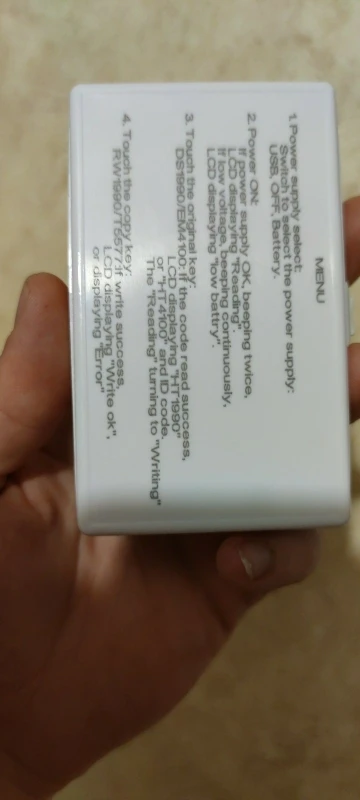 MENU
1.Power supply select:
Switch to select the power supply:
USB, OFF, Battery.
2.Power ON:
If power supply OK, beeping twice,
LCD displaying "Reading".
If low voltage, beeping continuously,
LCD displaying "low battry".
3. Touch the original key:
DS1990/EM4100:If the code read success,
LCD displaying "HT1990"
or "HT4100" and ID code.
The "Reading" turning to "Writing"
4. Touch the copy key:
RW1990/T5577:If write success,
LCD displaying "Write ok",
or displaying "Error"